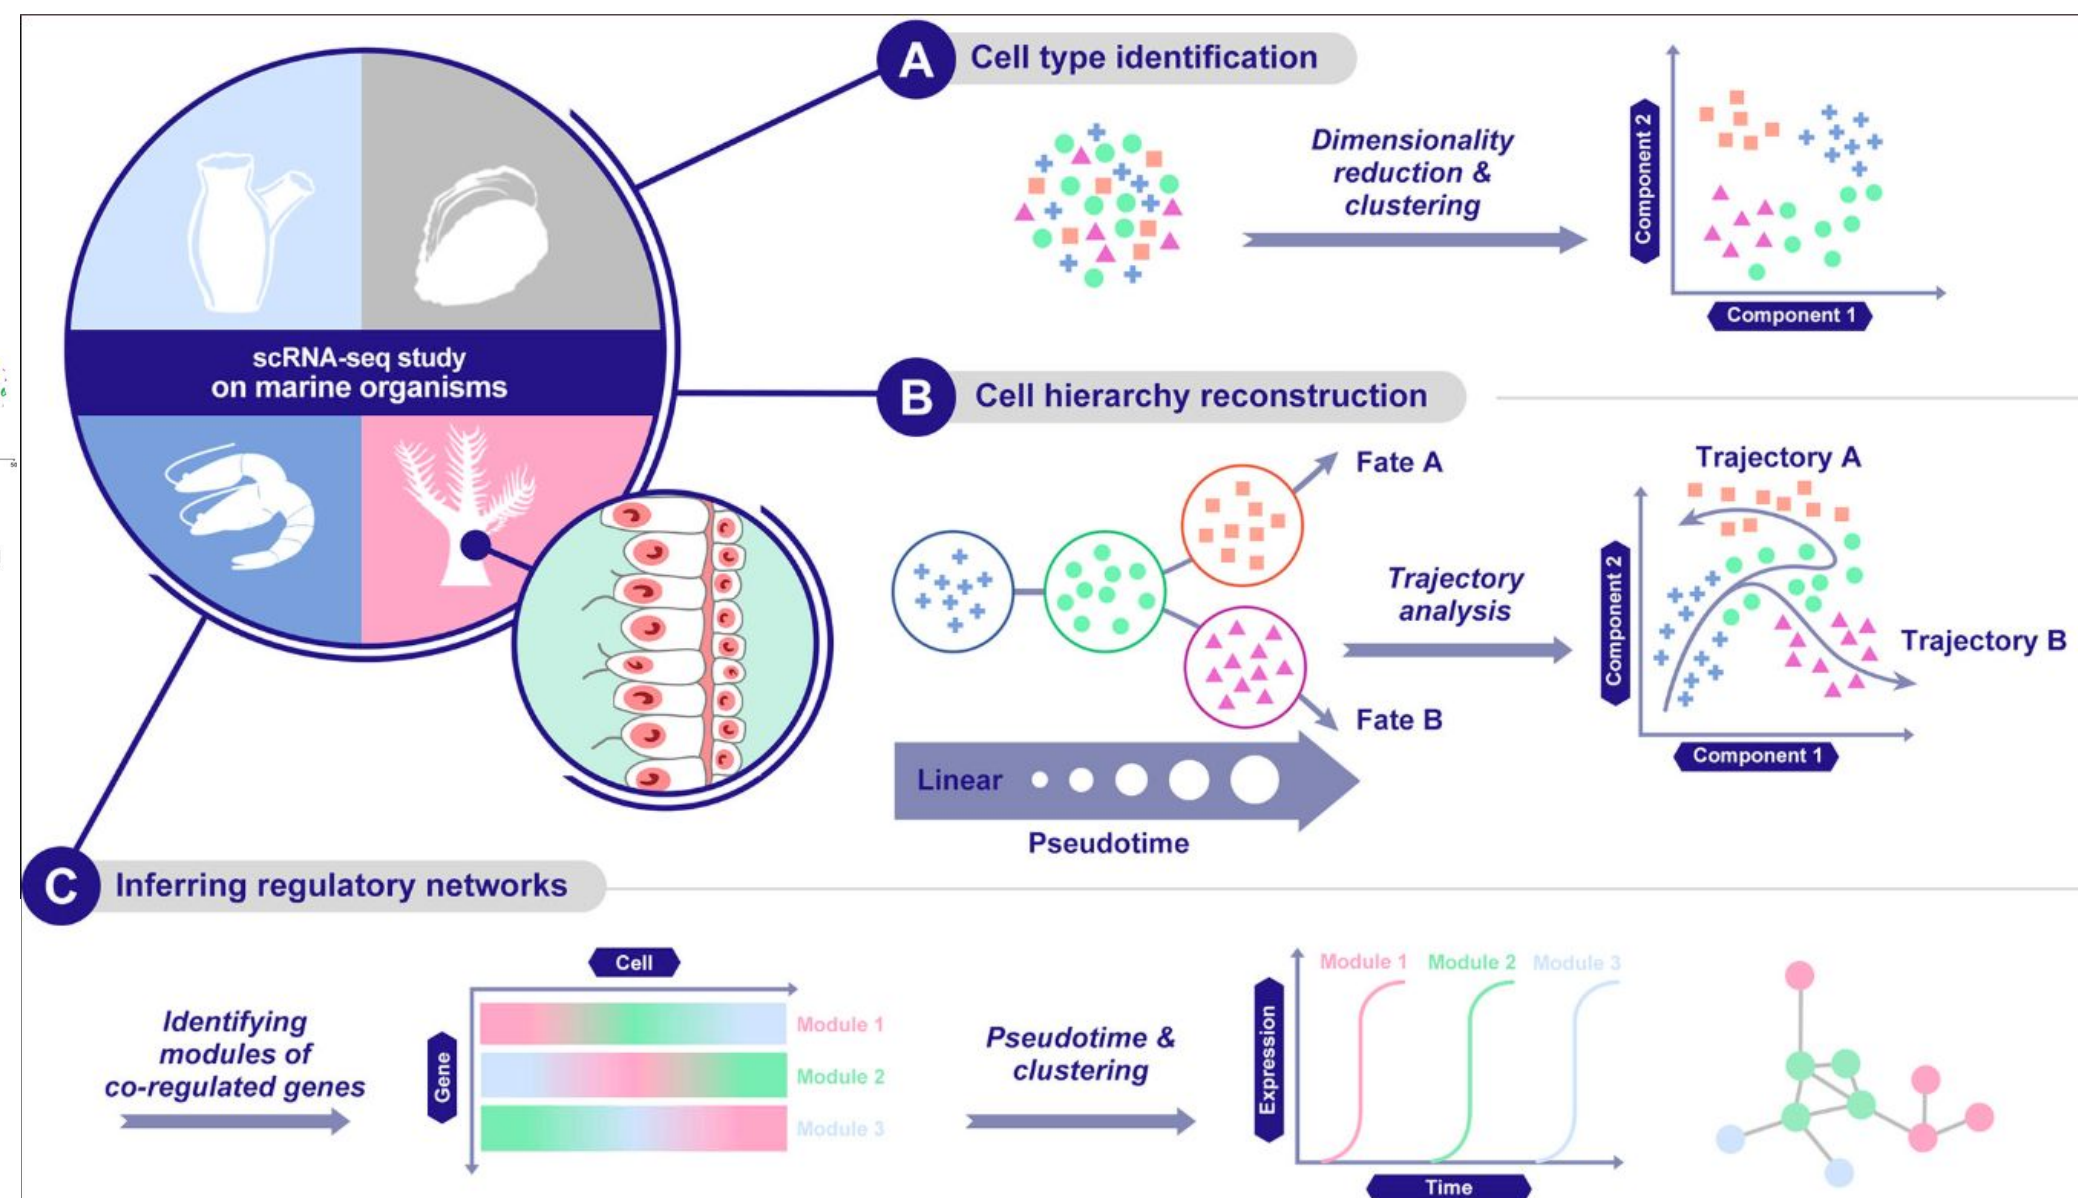 A
Cell type identification
Dimensionality
reduction &
clustering
Component 2
Component 1
scRNA-seq study
on marine organisms
B
Cell hierarchy reconstruction
Fate A
Fate B
Linear
Pseudotime
Trajectory
analysis
Trajectory A
Trajectory B
Component 2
Component 1
C
Inferring regulatory networks
Identifying
modules of
co-regulated genes
Cell
Gene
Module 1
Module 2
Module 3
Pseudotime &
clustering
Expression
Module 1 Module 2 Module 3
Time